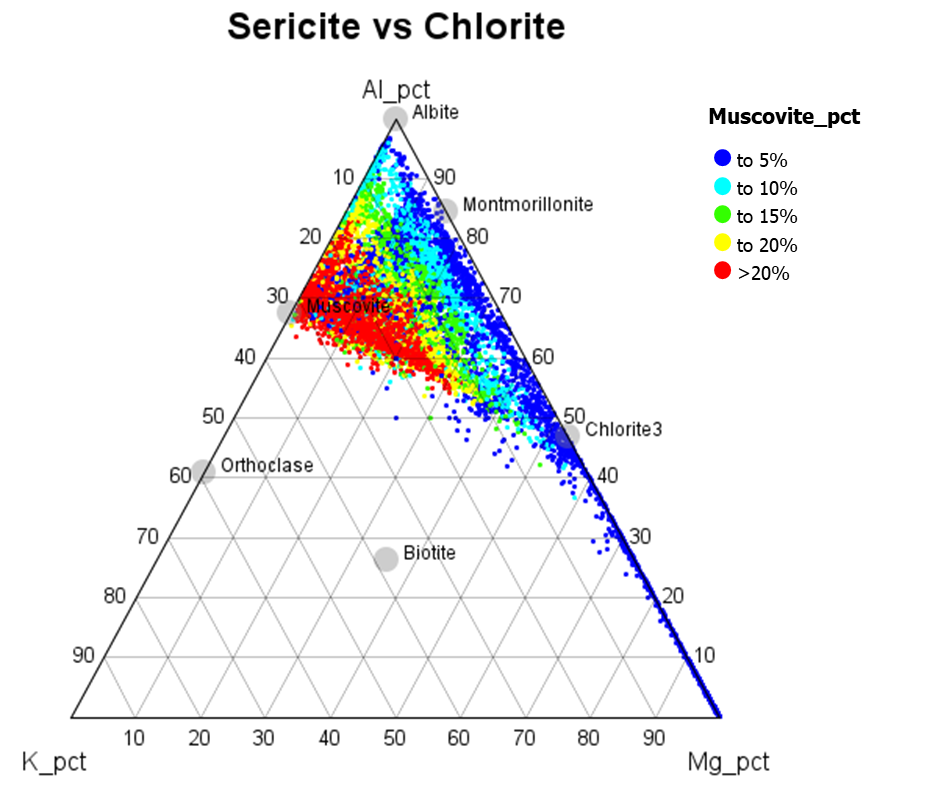 Sericite vs Chlorite
Al_pct
Albite
Muscovite_pct
to 5%
to 10%
to 15%
to 20%
>20%
10 90
Montmorillonite
20 80
30 70
Muscovite
40 60
50 50
Chlorite3
Orthoclase
60 40
70 30
Biotite
80 20
90 10
10 20 30 40 50 60 70 80 90
K_pct Mg_pct